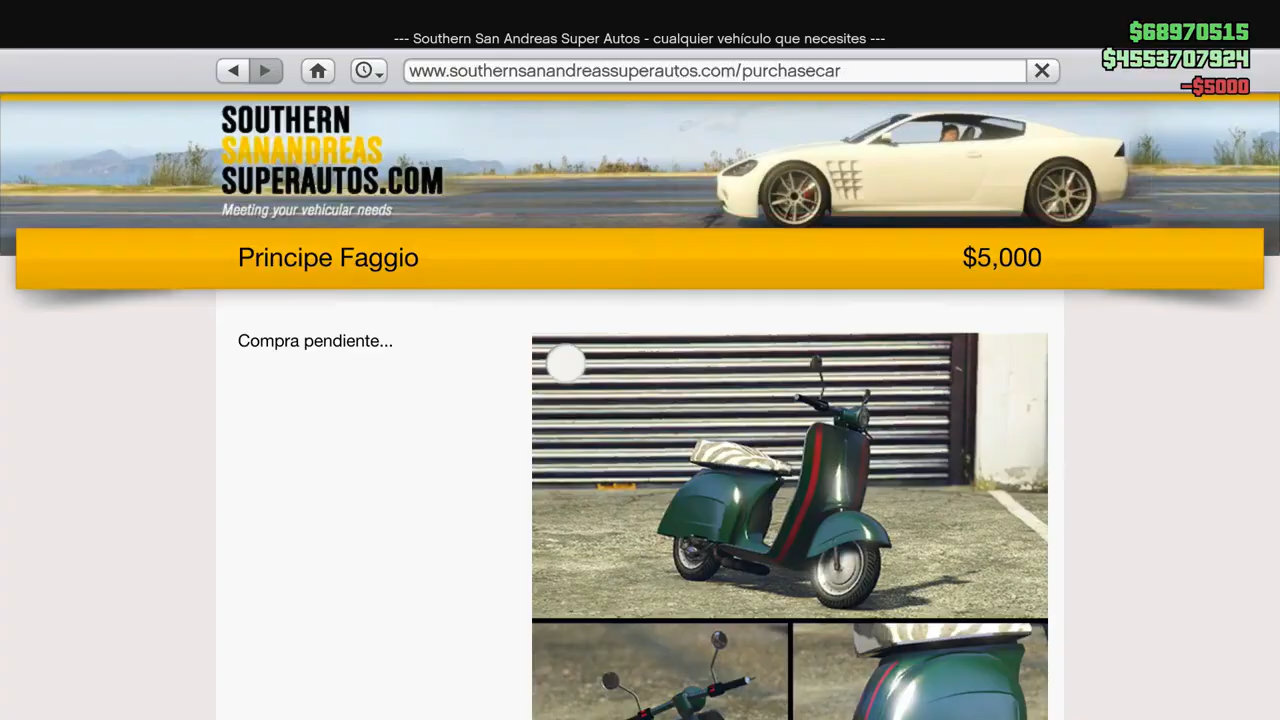 --- Southern San Andreas Super Autos - cualquier vehículo que necesites ---
$68970515
$4553707924
-$5000
www.southernsanandreassuperautos.com/purchasecar
SOUTHERN
SANANDREAS
SUPERAUTOS.COM
Meeting your vehicular needs
Principe Faggio
$5,000
Compra pendiente...